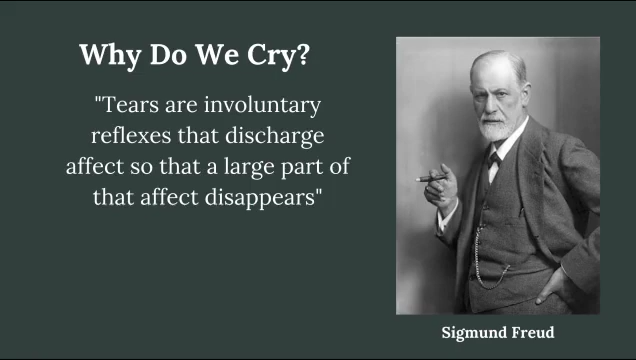 Why Do We Cry?
"Tears are involuntary
reflexes that discharge
affect so that a large part of
that affect disappears"
Sigmund Freud